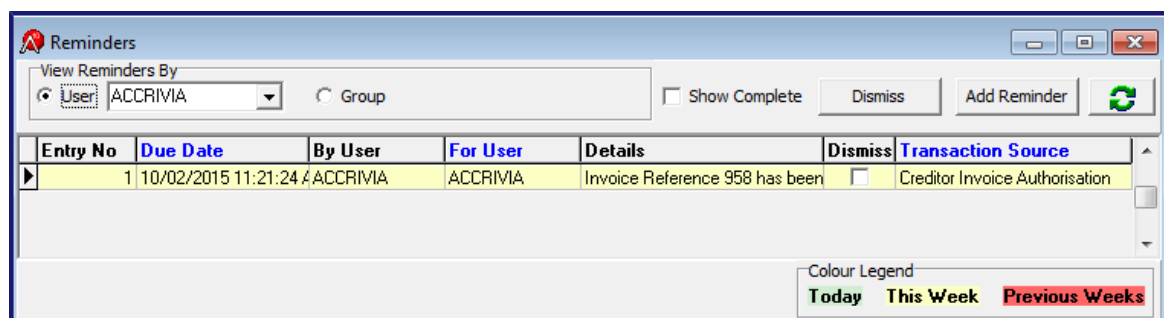 Reminders
View Reminders By
User ACCRIVIA Group Show Complete Dismiss Add Reminder
Entry No Due Date By User For User Details Dismiss Transaction Source
1 10/02/2015 11:21:24 A ACCRIVIA ACCRIVIA Invoice Reference 958 has been Creditor Invoice Authorisation
Colour Legend
Today This Week Previous Weeks